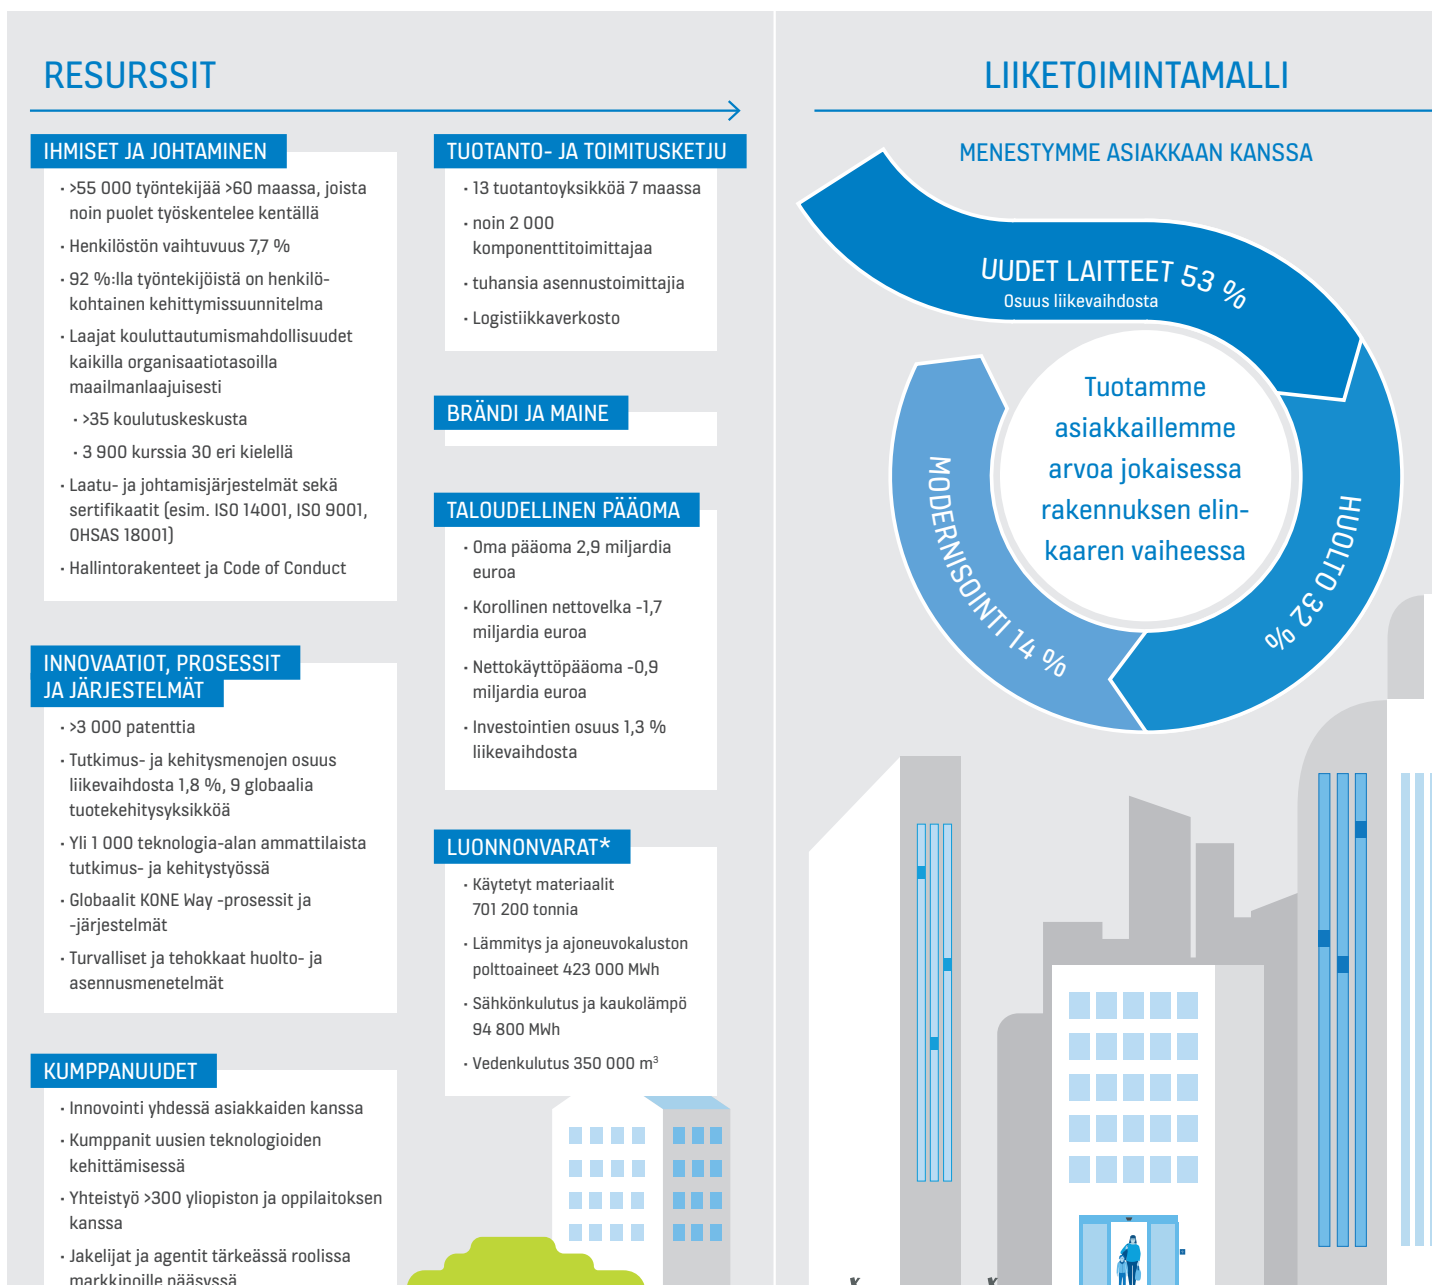 RESURSSIT
IHMISET JA JOHTAMINEN
· >55 000 työntekijää >60 maassa, joista
noin puolet työskentelee kentällä
· Henkilöstön vaihtuvuus 7,7 %
· 92 %:lla työntekijöistä on henkilö-
kohtainen kehittymissuunnitelma
· Laajat kouluttautumismahdollisuudet
kaikilla organisaatiotasoilla
maailmanlaajuisesti
· >35 koulutuskeskusta
· 3 900 kurssia 30 eri kielellä
· Laatu- ja johtamisjärjestelmät sekä
sertifikaatit (esim. ISO 14001, ISO 9001,
OHSAS 18001)
· Hallintorakenteet ja Code of Conduct
INNOVAATIOT, PROSESSIT
JA JÄRJESTELMÄT
· >3 000 patenttia
· Tutkimus- ja kehitysmenojen osuus
liikevaihdosta 1,8 %, 9 globaalia
tuotekehitysyksikköä
· Yli 1 000 teknologia-alan ammattilaista
tutkimus- ja kehitystyössä
· Globaalit KONE Way -prosessit ja
-järjestelmät
· Turvalliset ja tehokkaat huolto- ja
asennusmenetelmät
KUMPPANUUDET
· Innovointi yhdessä asiakkaiden kanssa
· Kumppanit uusien teknologioiden
kehittämisessä
· Yhteistyö >300 yliopiston ja oppilaitoksen
kanssa
· Jakelijat ja agentit tärkeässä roolissa
markkinoille pääsyssä
TUOTANTO- JA TOIMITUSKETJU
· 13 tuotantoyksikköä 7 maassa
· noin 2 000
komponenttitoimittajaa
· tuhansia asennustoimittajia
· Logistiikkaverkosto
BRÄNDI JA MAINE
TALOUDELLINEN PÄÄOMA
· Oma pääoma 2,9 miljardia
euroa
· Korollinen nettovelka -1,7
miljardia euroa
· Nettokäyttöpääoma -0,9
miljardia euroa
· Investointien osuus 1,3 %
liikevaihdosta
LUONNONVARAT*
· Käytetyt materiaalit
701 200 tonnia
· Lämmitys ja ajoneuvokaluston
polttoaineet 423 000 MWh
· Sähkönkulutus ja kaukolämpö
94 800 MWh
· Vedenkulutus 350 000 m³
LIIKETOIMINTAMALLI
MENESTYMME ASIAKKAAN KANSSA
UUDET LAITTEET 53 %
Osuus liikevaihdosta
HUOLTO 32 %
MODERNISOINTI 14 %
Tuotamme
asiakkaillemme
arvoa jokaisessa
rakennuksen elin-
kaaren vaiheessa